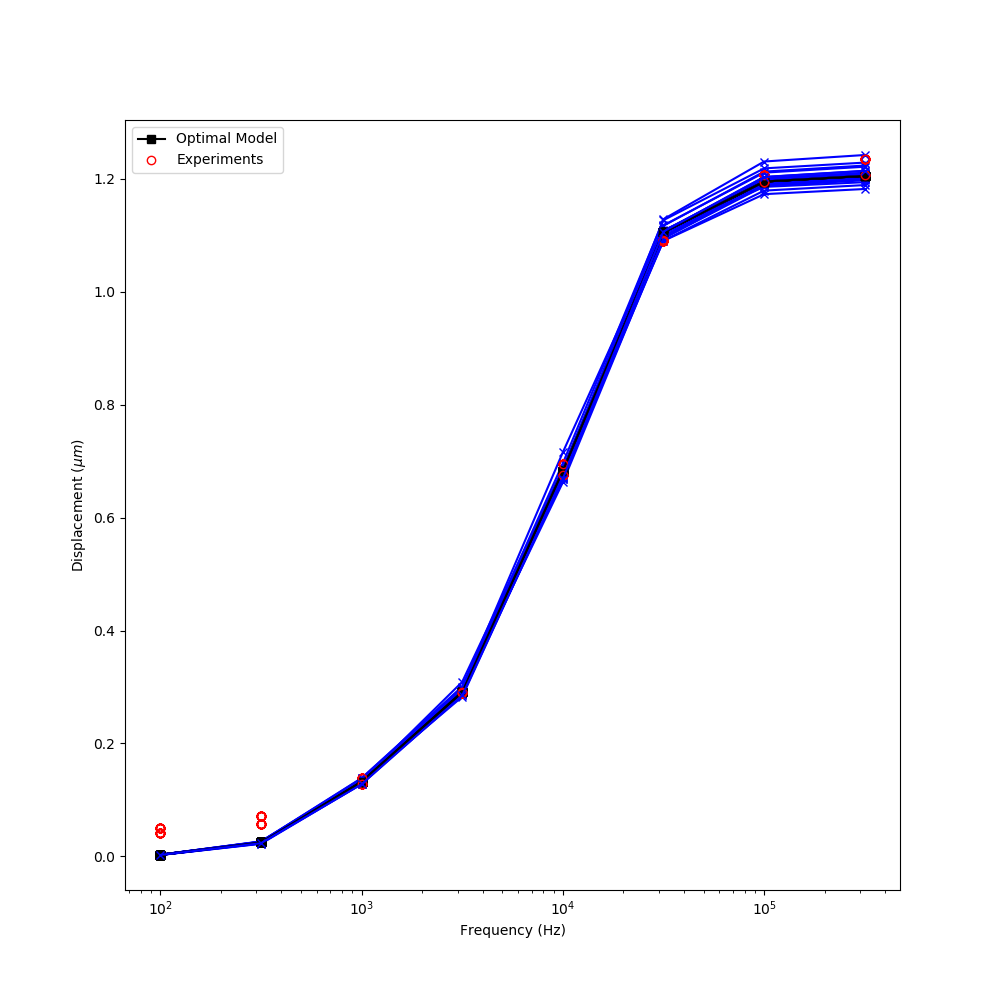 Optimal Model
Experiments
1.2
1.0
0.8
0.6
0.4
0.2
0.0
Displacement (μm)
10²
10³
10⁴
10⁵
Frequency (Hz)